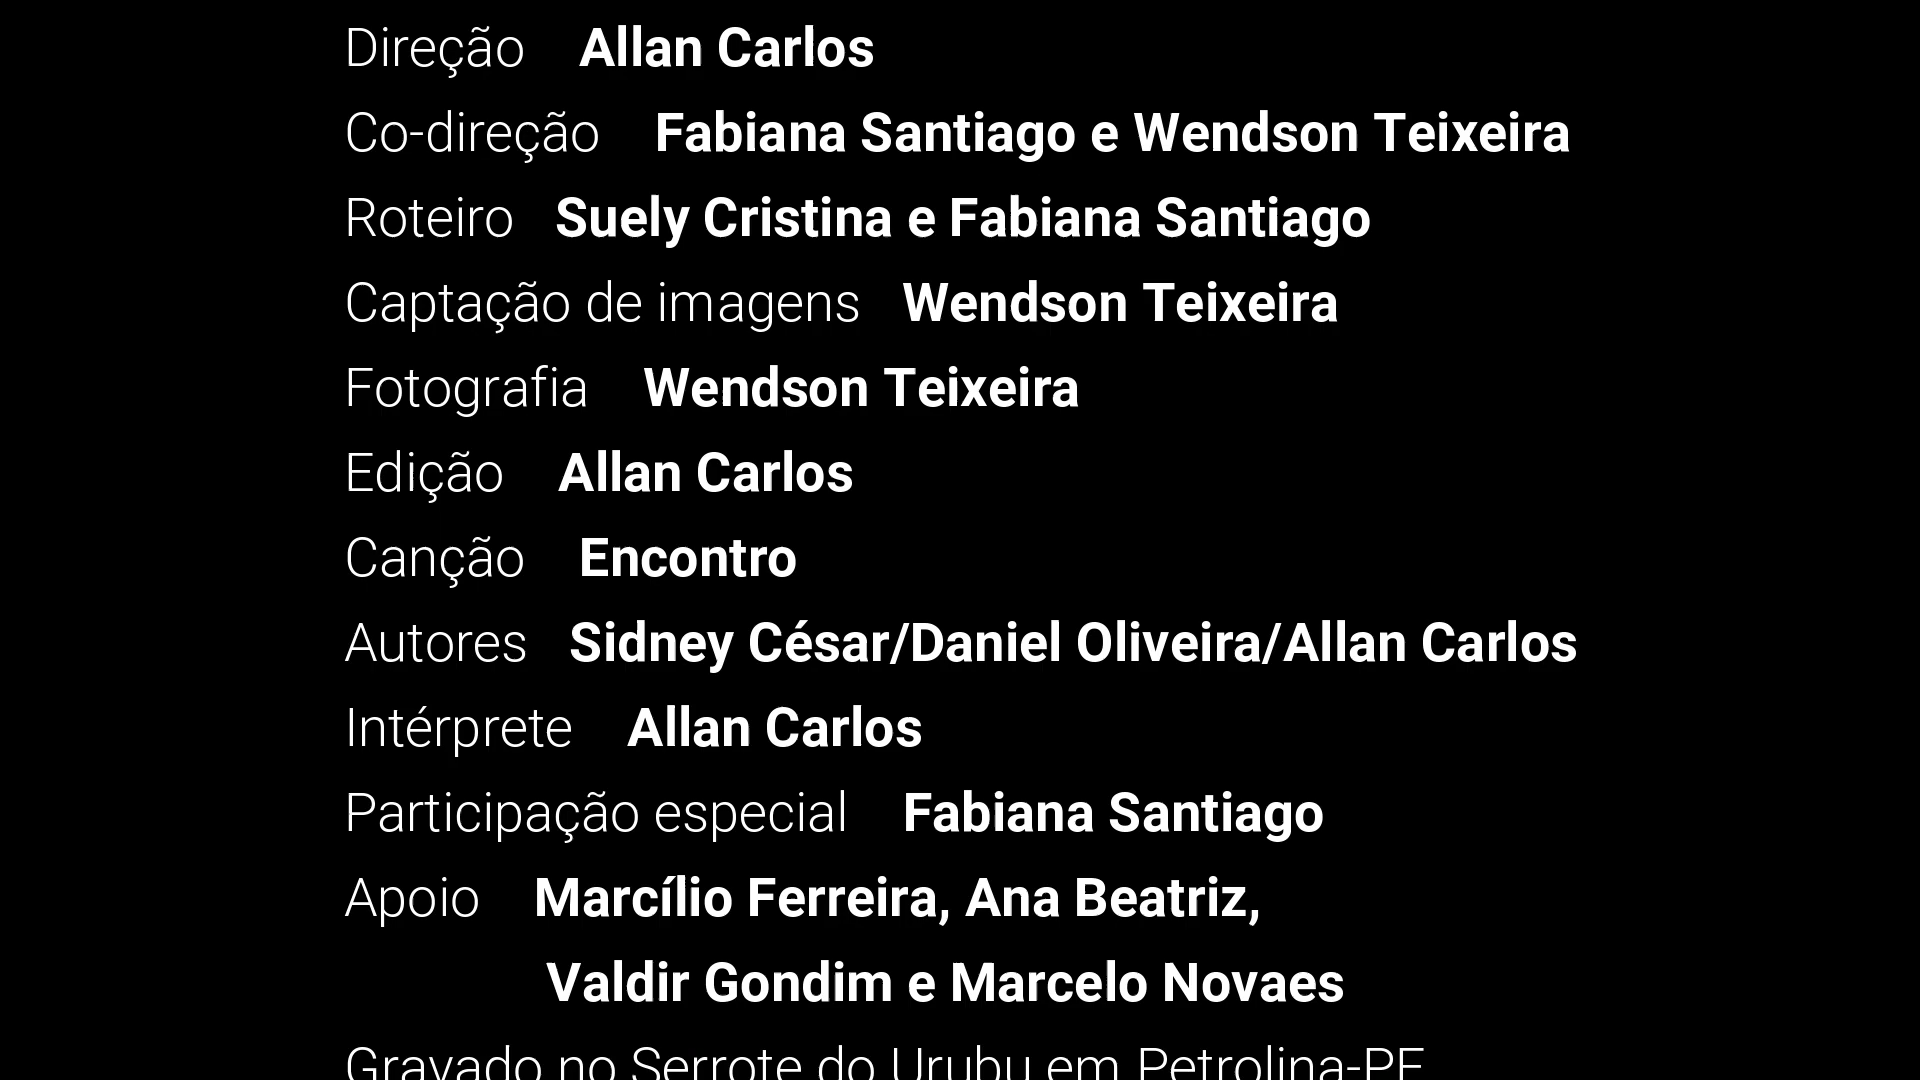 Direção Allan Carlos
Co-direção Fabiana Santiago e Wendson Teixeira
Roteiro Suely Cristina e Fabiana Santiago
Captação de imagens Wendson Teixeira
Fotografia Wendson Teixeira
Edição Allan Carlos
Canção Encontro
Autores Sidney César/Daniel Oliveira/Allan Carlos
Intérprete Allan Carlos
Participação especial Fabiana Santiago
Apoio Marcílio Ferreira, Ana Beatriz,
Valdir Gondim e Marcelo Novaes
Gravado no Serrote do Urubu em Petrolina-PE